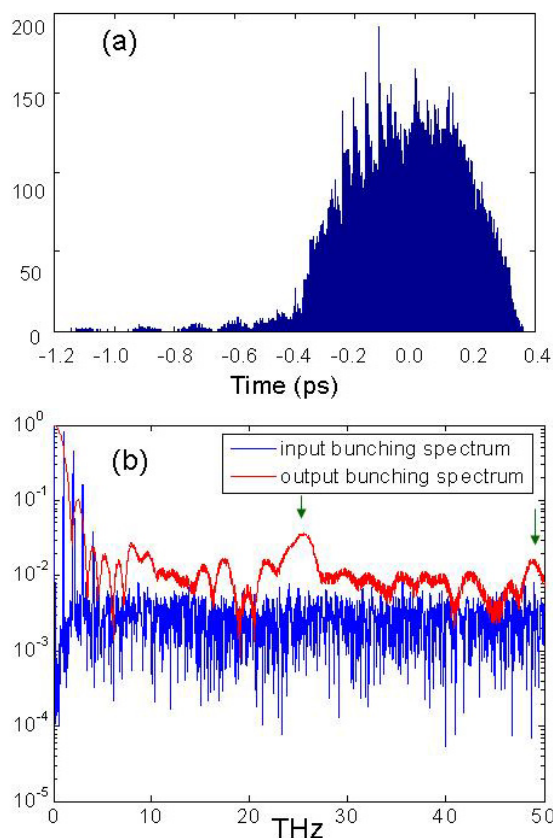 200
(a)
150
100
50
0
-1.2 -1.0 -0.8 -0.6 -0.4 -0.2 0.0 0.2 0.4
Time (ps)
10^0
(b)
input bunching spectrum
output bunching spectrum
10^-1
10^-2
10^-3
10^-4
10^-5
0 10 20 30 40 50
THz